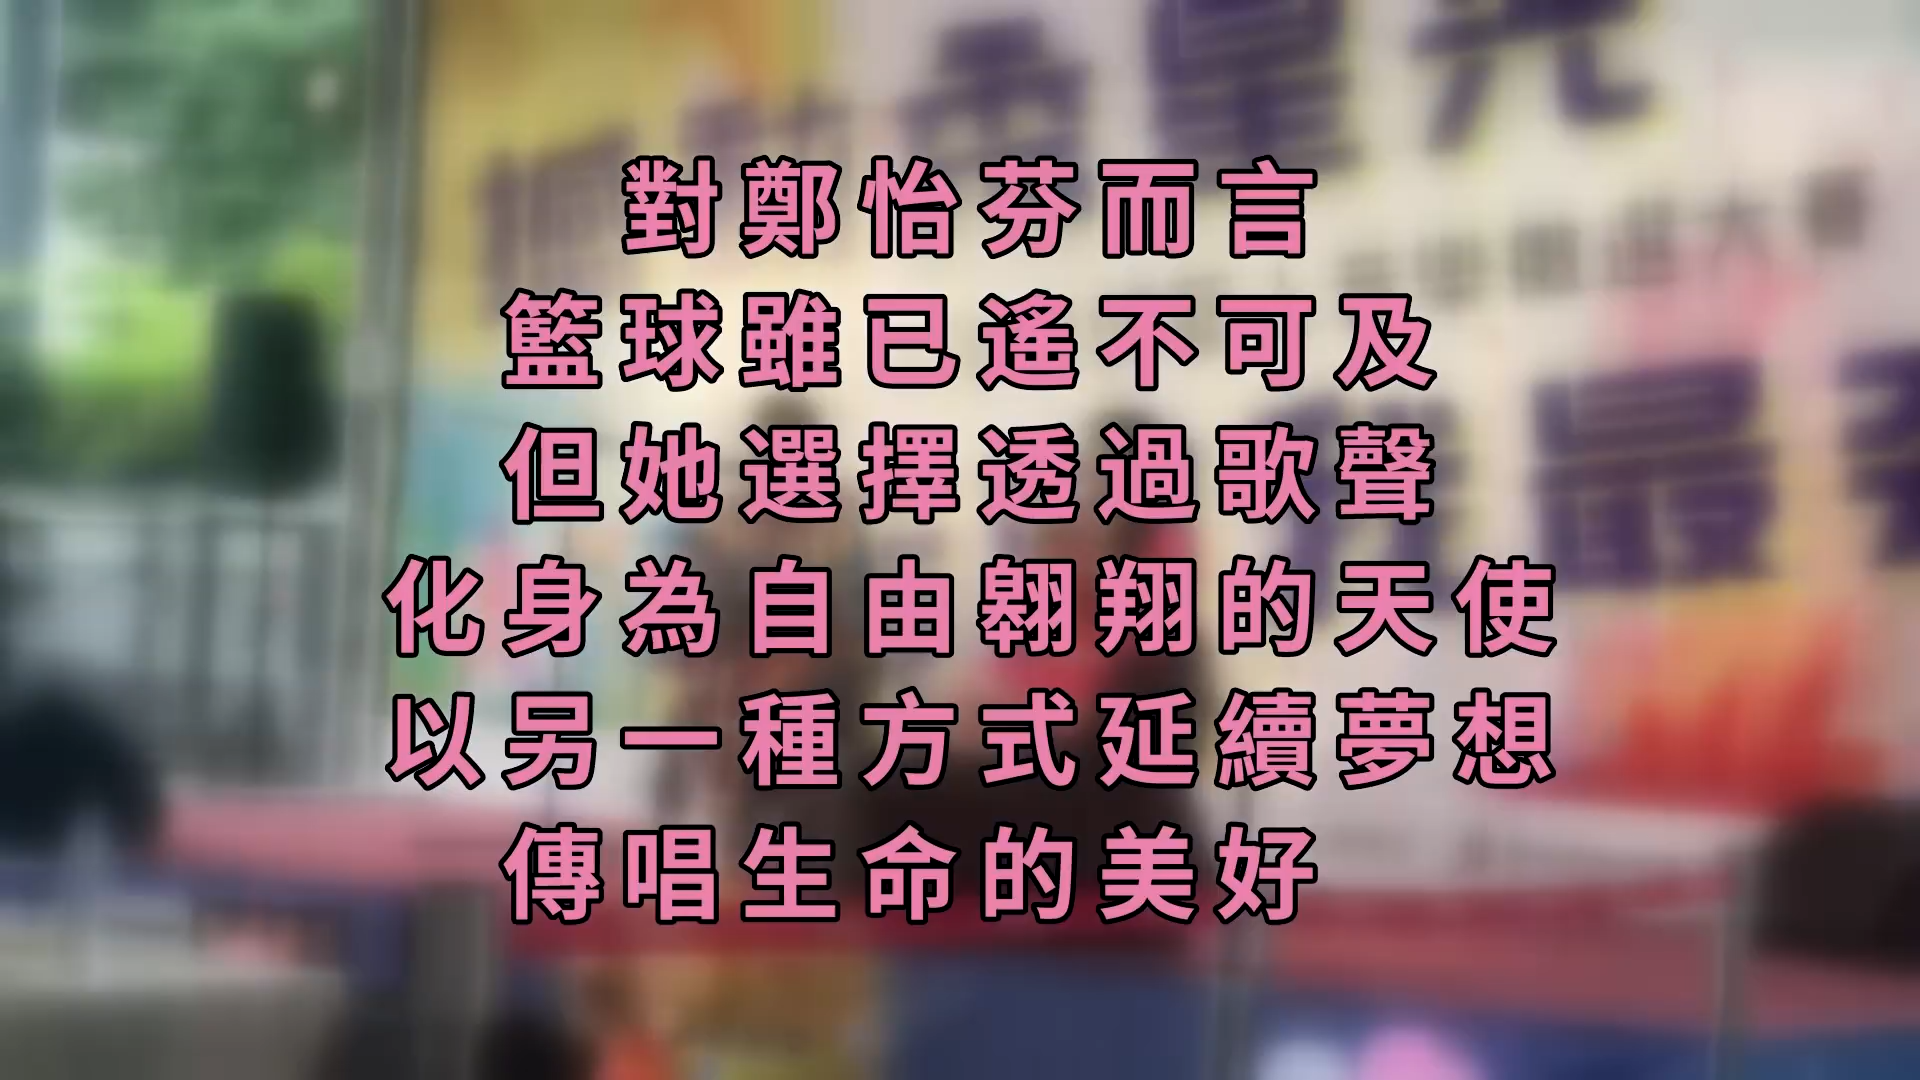 對鄭怡芬而言
籃球雖已遙不可及
但她選擇透過歌聲
化身為自由翱翔的天使
以另一種方式延續夢想
傳唱生命的美好